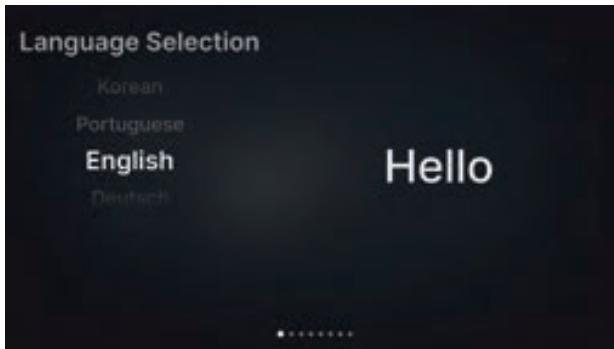 Language Selection
Korean
Portuguese
English
Deutsch
Hello